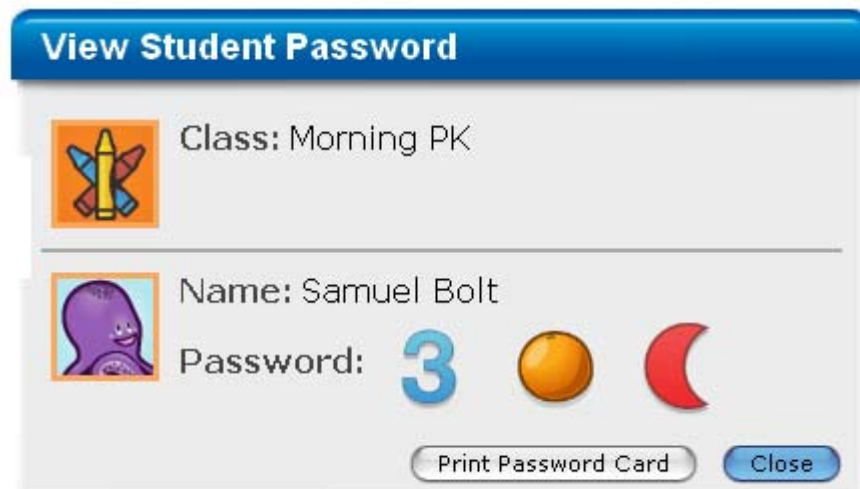 View Student Password
Class: Morning PK
Name: Samuel Bolt
Password: 3
Print Password Card
Close